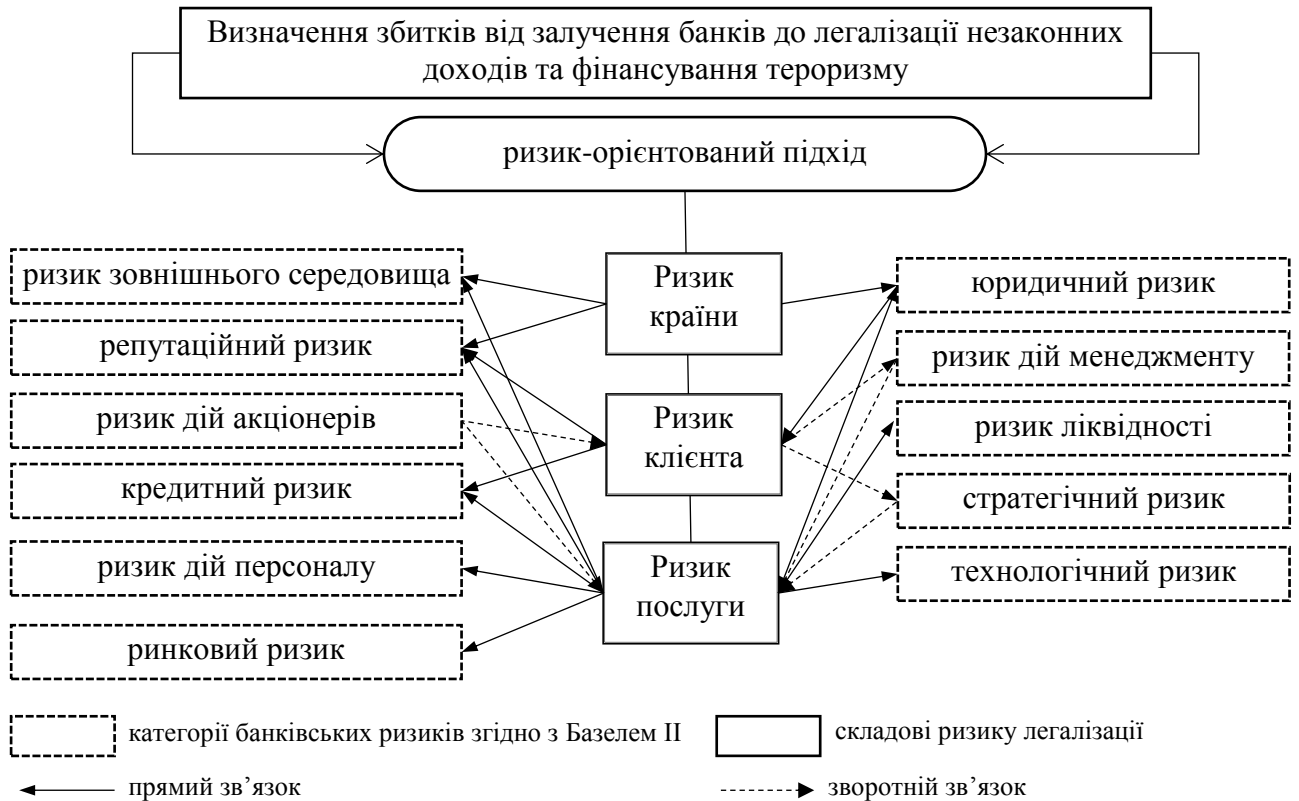 Визначення збитків від залучення банків до легалізації незаконних
доходів та фінансування тероризму
ризик-орієнтований підхід
ризик зовнішнього середовища
репутаційний ризик
ризик дій акціонерів
кредитний ризик
ризик дій персоналу
ринковий ризик
Ризик
країни
Ризик
клієнта
Ризик
послуги
юридичний ризик
ризик дій менеджменту
ризик ліквідності
стратегічний ризик
технологічний ризик
категорії банківських ризиків згідно з Базелем ІІ
складові ризику легалізації
прямий зв’язок
зворотній зв’язок